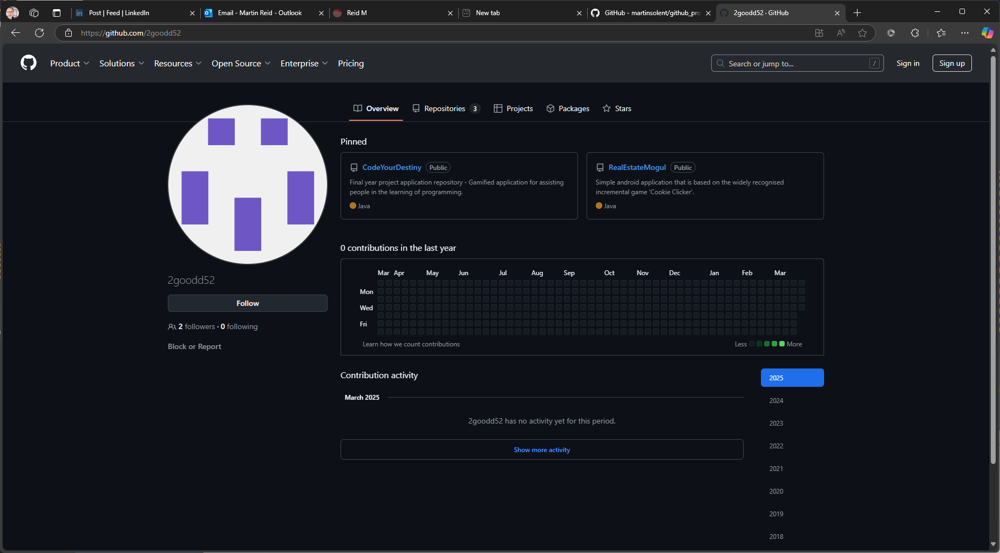 Post | Feed | LinkedIn
Email - Martin Reid - Outlook
Reid M
New tab
GitHub - martinsolent/github_pro
2goodd52 · GitHub
https://github.com/2goodd52
Product
Solutions
Resources
Open Source
Enterprise
Pricing
Search or jump to...
/
Sign in
Sign up
Overview
Repositories 3
Projects
Packages
Stars
2goodd52
Follow
2 followers · 0 following
Block or Report
Pinned
CodeYourDestiny Public
Final year project application repository - Gamified application for assisting
people in the learning of programming.
Java
RealEstateMogul Public
Simple android application that is based on the widely recognised
incremental game 'Cookie Clicker'.
Java
0 contributions in the last year
Mar Apr May Jun Jul Aug Sep Oct Nov Dec Jan Feb Mar
Mon
Wed
Fri
Learn how we count contributions
Less More
Contribution activity
March 2025
2goodd52 has no activity yet for this period.
Show more activity
2025
2024
2023
2022
2021
2020
2019
2018